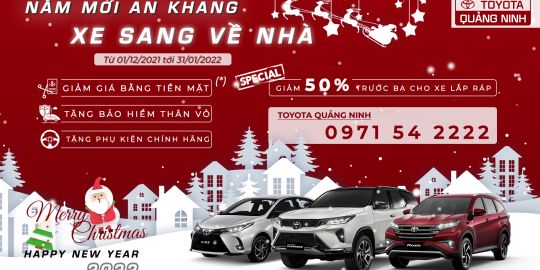 NĂM MỚI AN KHANG
XE SANG VỀ NHÀ
Từ 01/12/2021 tới 31/01/2022
TOYOTA
QUẢNG NINH
GIẢM GIÁ BẰNG TIỀN MẶT (*)
TẶNG BẢO HIỂM THÂN VỎ
TẶNG PHỤ KIỆN CHÍNH HÃNG
SPECIAL
GIẢM 50% TRƯỚC BẠ CHO XE LẮP RÁP
TOYOTA QUẢNG NINH
0971 54 2222
Merry
Christmas
HAPPY NEW YEAR
2022